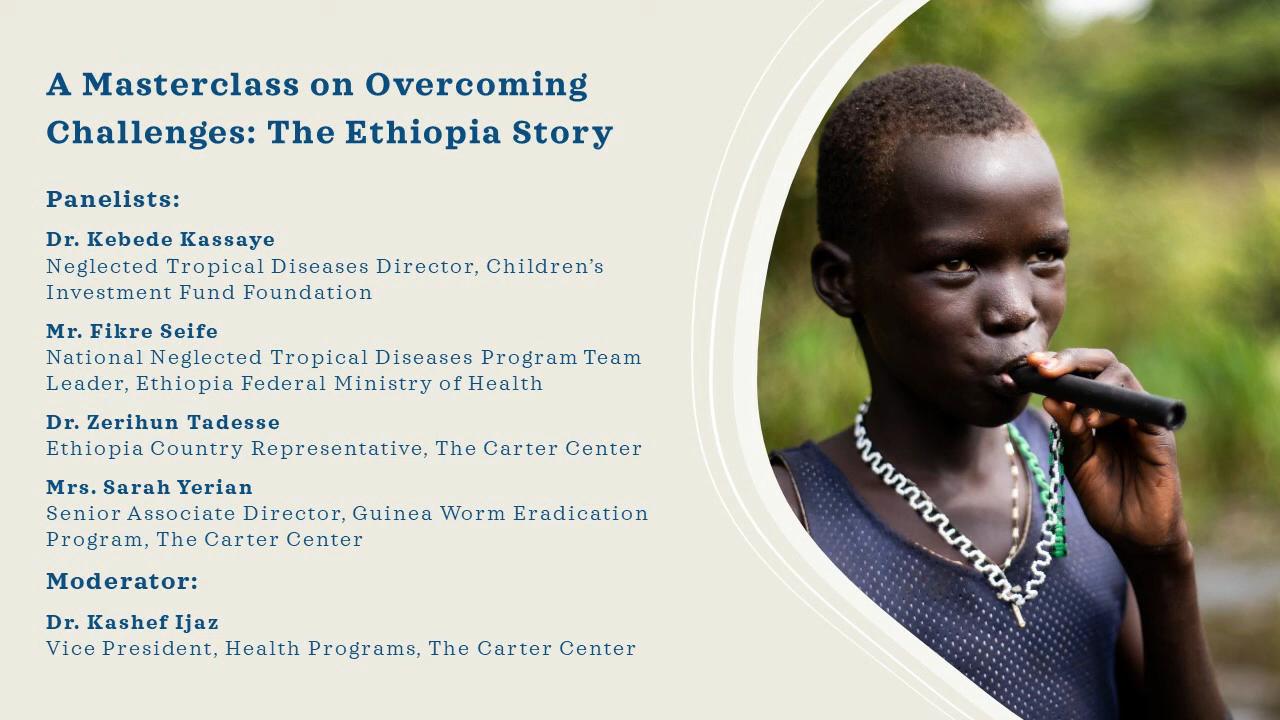 A Masterclass on Overcoming
Challenges: The Ethiopia Story
Panelists:
Dr. Kebede Kassaye
Neglected Tropical Diseases Director, Children’s
Investment Fund Foundation
Mr. Fikre Seife
National Neglected Tropical Diseases Program Team
Leader, Ethiopia Federal Ministry of Health
Dr. Zerihun Tadesse
Ethiopia Country Representative, The Carter Center
Mrs. Sarah Yerian
Senior Associate Director, Guinea Worm Eradication
Program, The Carter Center
Moderator:
Dr. Kashef Ijaz
Vice President, Health Programs, The Carter Center